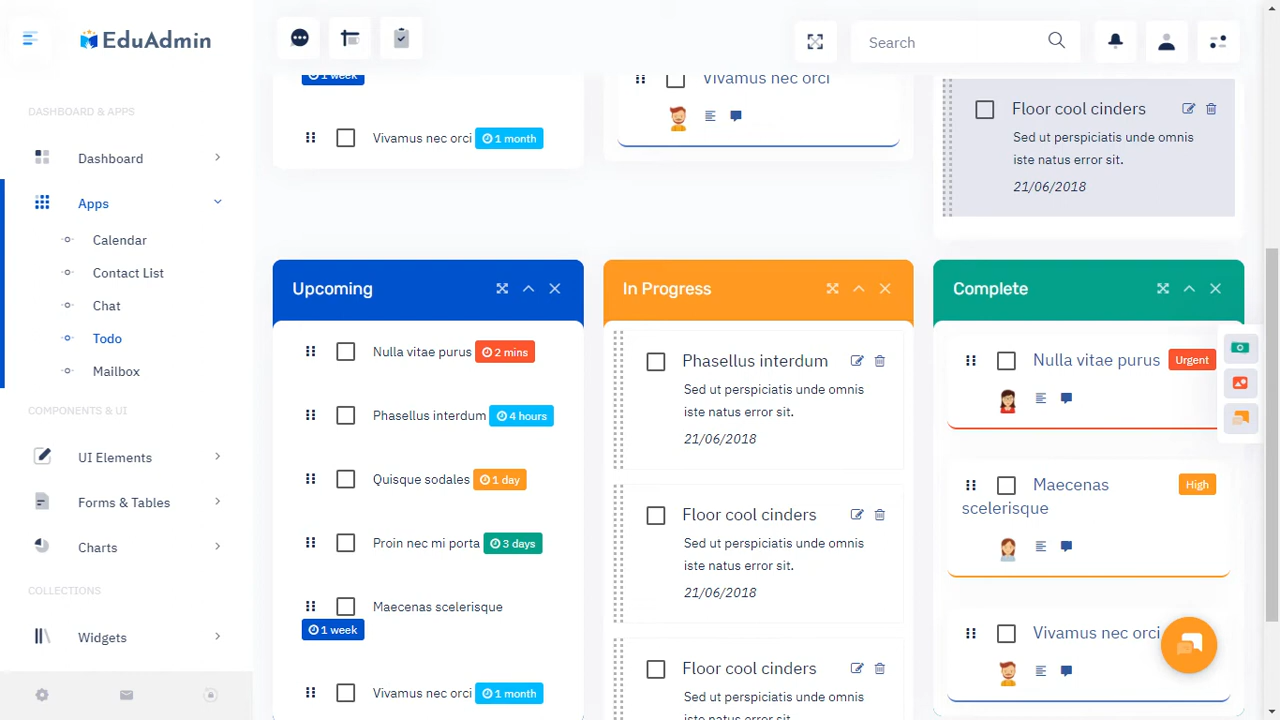 EduAdmin
Search
DASHBOARD & APPS
Dashboard
Apps
Calendar
Contact List
Chat
Todo
Mailbox
COMPONENTS & UI
UI Elements
Forms & Tables
Charts
COLLECTIONS
Widgets
1 week
Vivamus nec orci 1 month
Vivamus nec orci
Floor cool cinders
Sed ut perspiciatis unde omnis
iste natus error sit.
21/06/2018
Upcoming
Nulla vitae purus 2 mins
Phasellus interdum 4 hours
Quisque sodales 1 day
Proin nec mi porta 3 days
Maecenas scelerisque
1 week
Vivamus nec orci 1 month
In Progress
Phasellus interdum
Sed ut perspiciatis unde omnis
iste natus error sit.
21/06/2018
Floor cool cinders
Sed ut perspiciatis unde omnis
iste natus error sit.
21/06/2018
Floor cool cinders
Sed ut perspiciatis unde omnis
Complete
Nulla vitae purus Urgent
Maecenas High
scelerisque
Vivamus nec orci